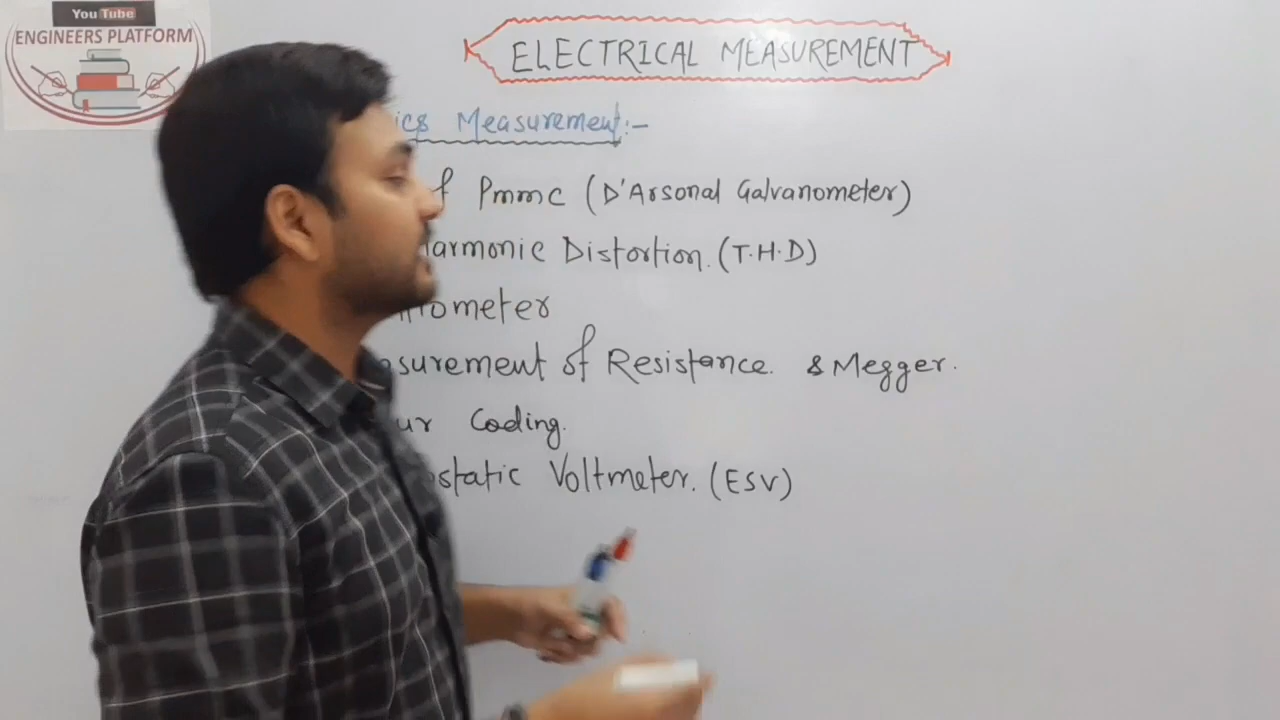 You Tube
ENGINEERS PLATFORM
ELECTRICAL MEASUREMENT
ics Measurement:-
f Pmmc (D'Arsonal Galvanometer)
armonic Distortion. (T.H.D)
ometer
surement of Resistance. & Megger.
ur Coding.
ostatic Voltmeter. (ESV)